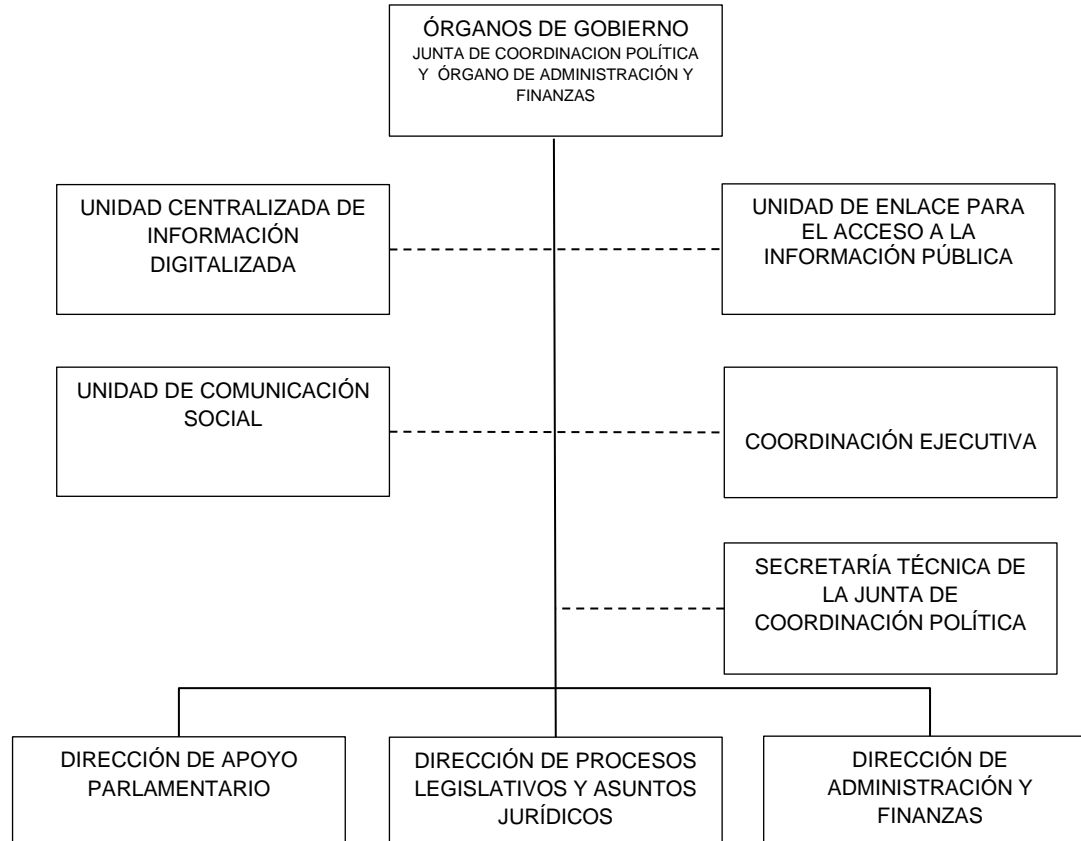 ÓRGANOS DE GOBIERNO
JUNTA DE COORDINACION POLÍTICA
Y ÓRGANO DE ADMINISTRACIÓN Y
FINANZAS
UNIDAD CENTRALIZADA DE
INFORMACIÓN
DIGITALIZADA
UNIDAD DE ENLACE PARA
EL ACCESO A LA
INFORMACIÓN PÚBLICA
UNIDAD DE COMUNICACIÓN
SOCIAL
COORDINACIÓN EJECUTIVA
SECRETARÍA TÉCNICA DE
LA JUNTA DE
COORDINACIÓN POLÍTICA
DIRECCIÓN DE APOYO
PARLAMENTARIO
DIRECCIÓN DE PROCESOS
LEGISLATIVOS Y ASUNTOS
JURÍDICOS
DIRECCIÓN DE
ADMINISTRACIÓN Y
FINANZAS